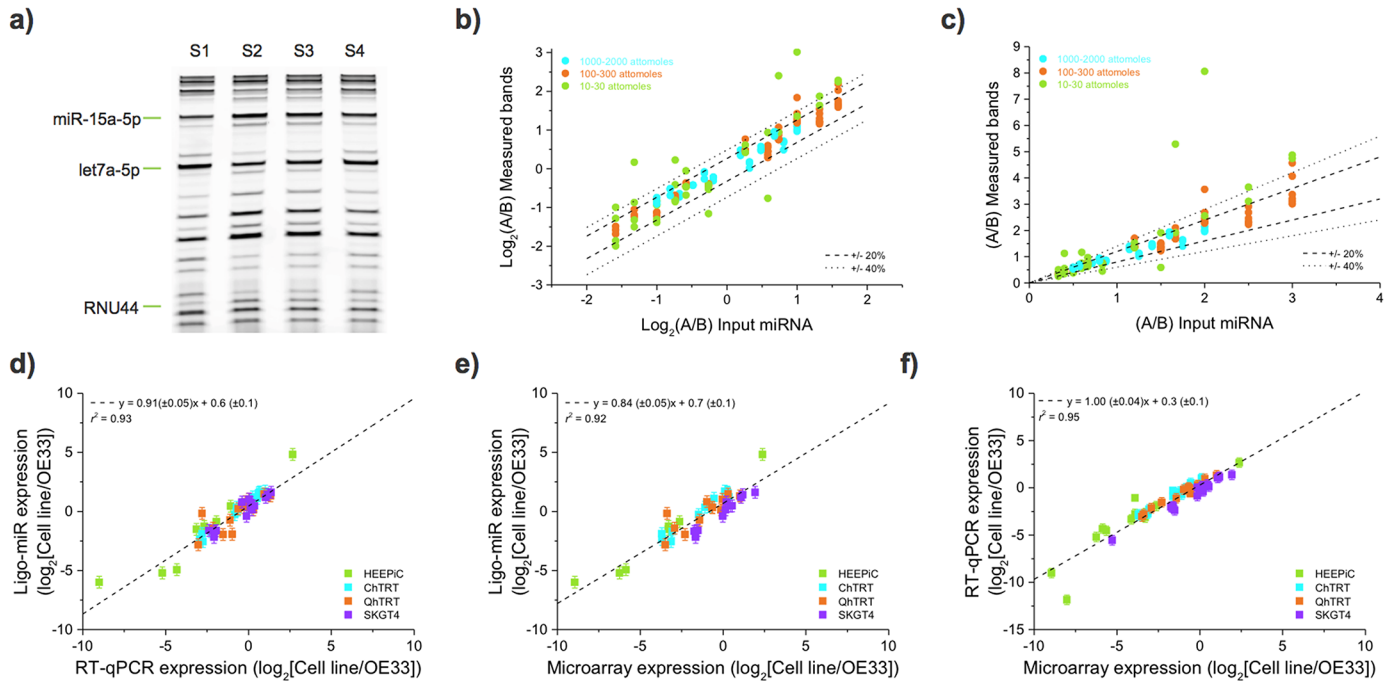 a)
S1 S2 S3 S4
miR-15a-5p
let7a-5p
RNU44
b)
3
2
1
0
-1
-2
-3
Log2(A/B) Measured bands
1000-2000 attomoles
100-300 attomoles
10-30 attomoles
+/- 20%
+/- 40%
-2 -1 0 1 2
Log2(A/B) Input miRNA
c)
9
8
7
6
5
4
3
2
1
0
(A/B) Measured bands
1000-2000 attomoles
100-300 attomoles
10-30 attomoles
+/- 20%
+/- 40%
0 1 2 3 4
(A/B) Input miRNA
d)
10
5
0
-5
-10
Ligo-miR expression
(log2[Cell line/OE33])
y = 0.91(±0.05)x + 0.6 (±0.1)
r2 = 0.93
HEEPiC
ChTRT
QhTRT
SKGT4
-10 -5 0 5 10
RT-qPCR expression (log2[Cell line/OE33])
e)
10
5
0
-5
-10
Ligo-miR expression
(log2[Cell line/OE33])
y = 0.84 (±0.05)x + 0.7 (±0.1)
r2 = 0.92
HEEPiC
ChTRT
QhTRT
SKGT4
-10 -5 0 5 10
Microarray expression (log2[Cell line/OE33])
f)
10
5
0
-5
-10
-15
RT-qPCR expression
(log2[Cell line/OE33])
y = 1.00 (±0.04)x + 0.3 (±0.1)
r2 = 0.95
HEEPiC
ChTRT
QhTRT
SKGT4
-10 -5 0 5 10
Microarray expression (log2[Cell line/OE33])